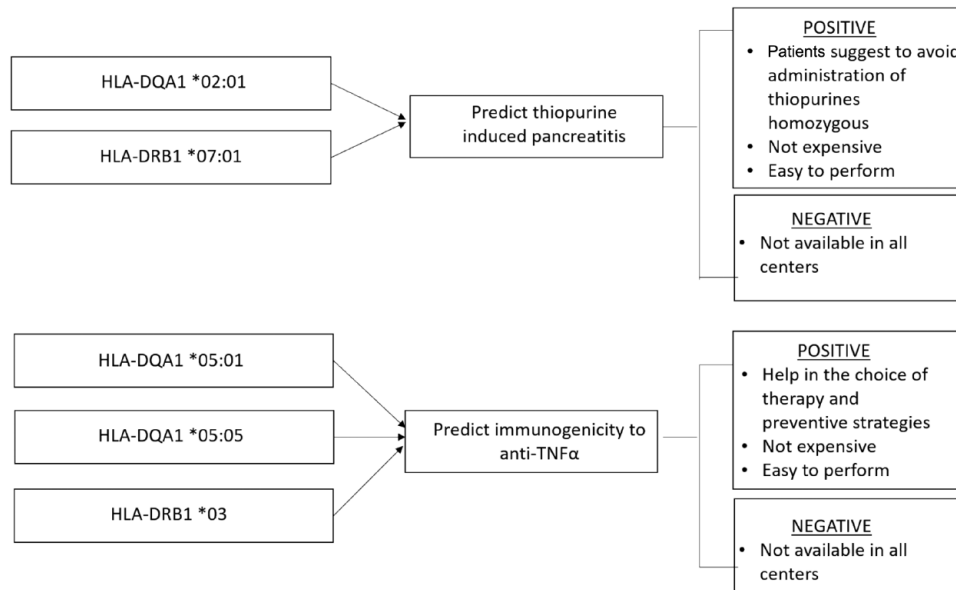 HLA-DQA1 *02:01
HLA-DRB1 *07:01
Predict thiopurine
induced pancreatitis
POSITIVE
• Patients suggest to avoid
administration of
thiopurines
homozygous
• Not expensive
• Easy to perform
NEGATIVE
• Not available in all
centers
HLA-DQA1 *05:01
HLA-DQA1 *05:05
HLA-DRB1 *03
Predict immunogenicity to
anti-TNFα
POSITIVE
• Help in the choice of
therapy and
preventive strategies
• Not expensive
• Easy to perform
NEGATIVE
• Not available in all
centers